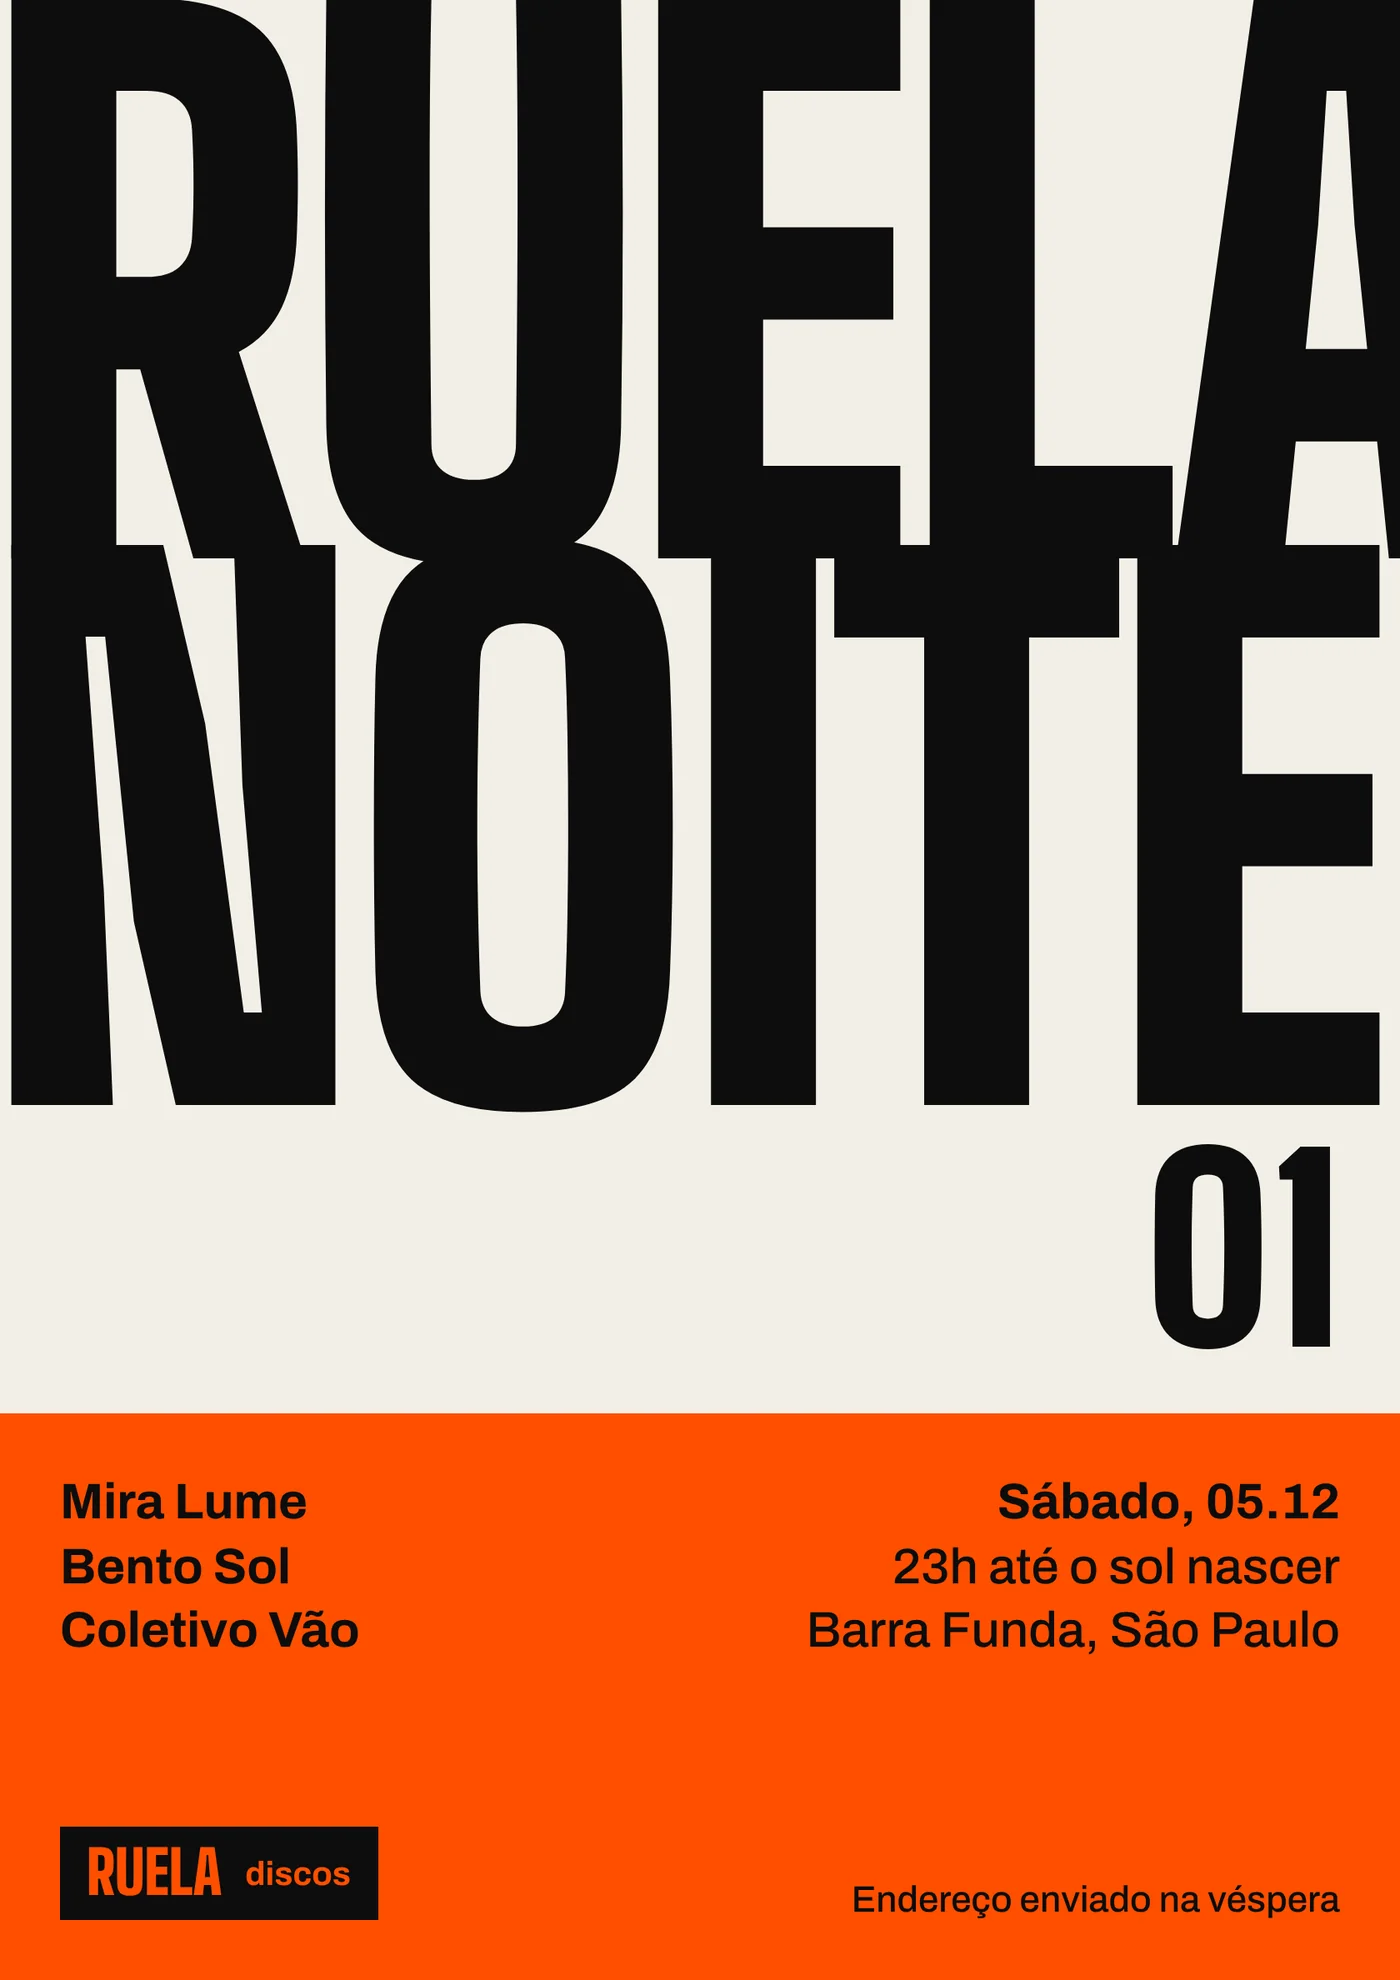 RUELA
NOITE
01
Mira Lume
Bento Sol
Coletivo Vão
Sábado, 05.12
23h até o sol nascer
Barra Funda, São Paulo
RUELA discos
Endereço enviado na véspera